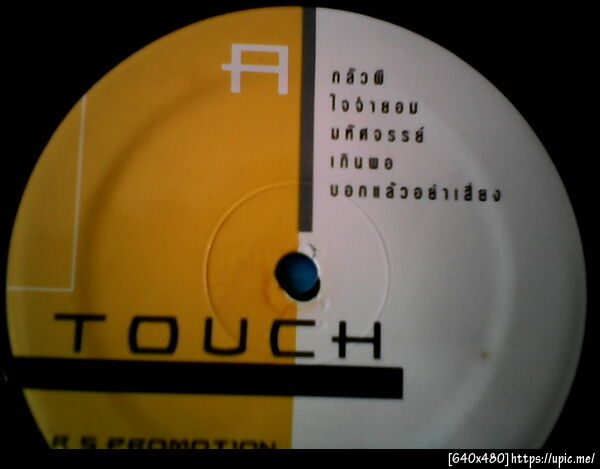 A
กลัวผี
ใจจำยอม
มหัศจรรย์
เกินพอ
บอกแล้วอย่าเสี่ยง
TOUCH
R.S.PROMOTION
[640x480]https://upic.me/